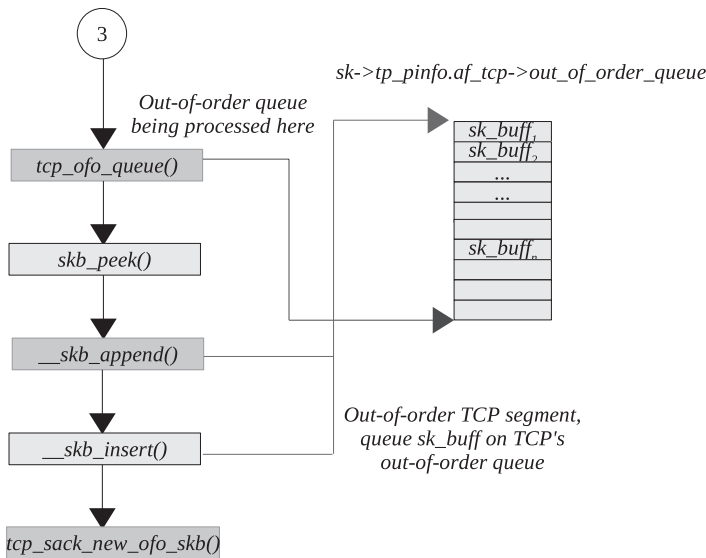 3
sk->tp_pinfo.af_tcp->out_of_order_queue
Out-of-order queue
being processed here
sk_buff1
sk_buff2
...
...
sk_buffn
tcp_ofo_queue()
skb_peek()
__skb_append()
__skb_insert()
tcp_sack_new_ofo_skb()
Out-of-order TCP segment,
queue sk_buff on TCP's
out-of-order queue